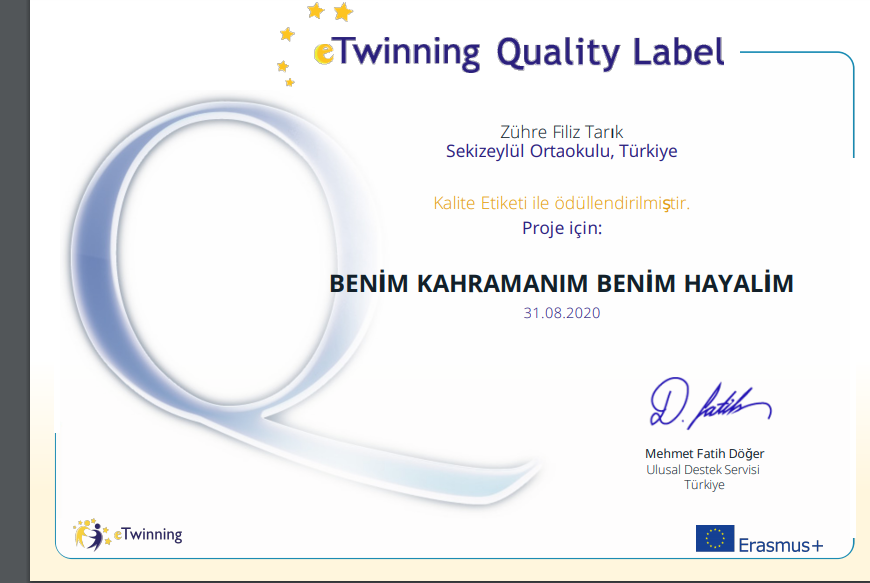 eTwinning Quality Label
Zühre Filiz Tarık
Sekizeylül Ortaokulu, Türkiye
Kalite Etiketi ile ödüllendirilmiştir.
Proje için:
BENİM KAHRAMANIM BENİM HAYALİM
31.08.2020
D. Fatih
Mehmet Fatih Döğer
Ulusal Destek Servisi
Türkiye
eTwinning
Erasmus+